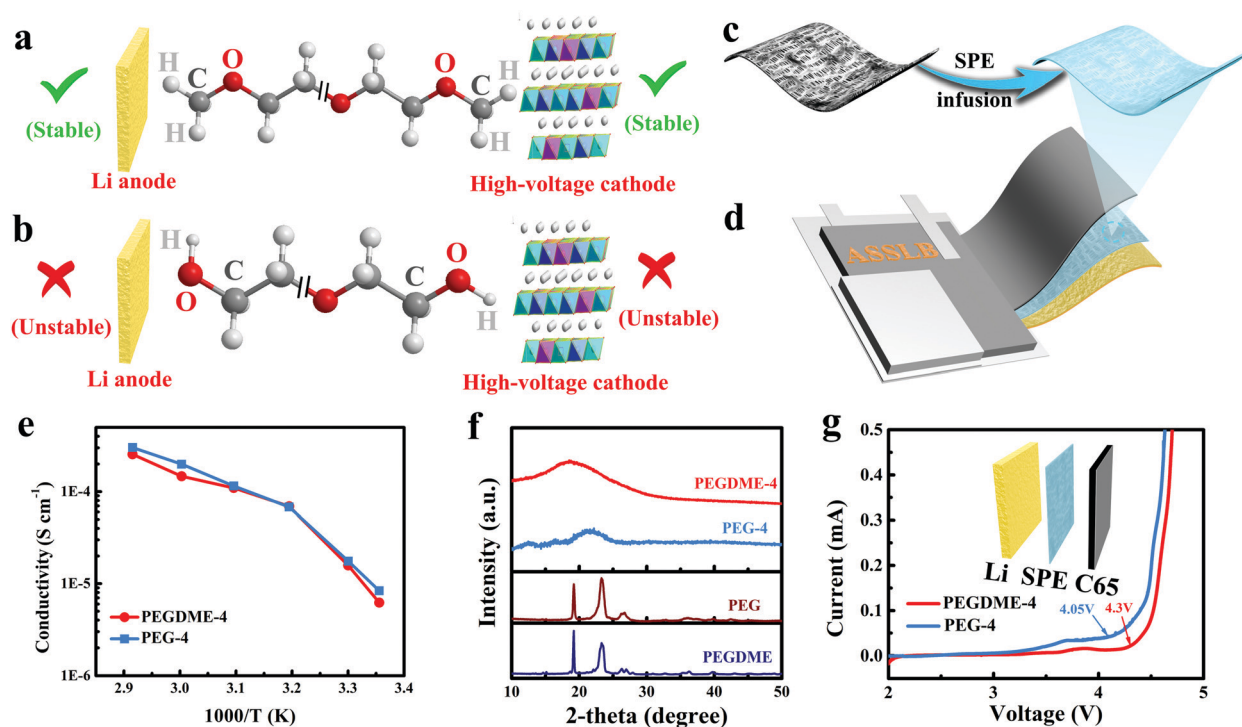 a
H
C
O
O
C
H
H
H
(Stable)
(Stable)
Li anode
High-voltage cathode
b
H
O
C
C
O
H
(Unstable)
(Unstable)
Li anode
High-voltage cathode
c
SPE
infusion
d
ASSLB
e
Conductivity (S cm⁻¹)
1E-4
1E-5
1E-6
PEGDME-4
PEG-4
2.9 3.0 3.1 3.2 3.3 3.4
1000/T (K)
f
Intensity (a.u.)
PEGDME-4
PEG-4
PEG
PEGDME
10 20 30 40 50
2-theta (degree)
g
Current (mA)
0.5
0.4
0.3
0.2
0.1
0.0
Li SPE C65
PEGDME-4
PEG-4
4.05V
4.3V
2 3 4 5
Voltage (V)